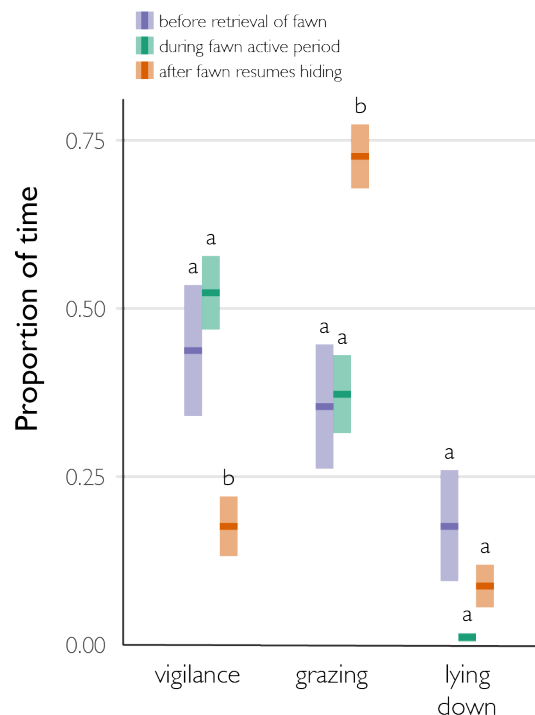 before retrieval of fawn
during fawn active period
after fawn resumes hiding
b
0.75
a
a
0.50
a
a
a
0.25
b
a
a
0.00
vigilance
grazing
lying
down
Proportion of time